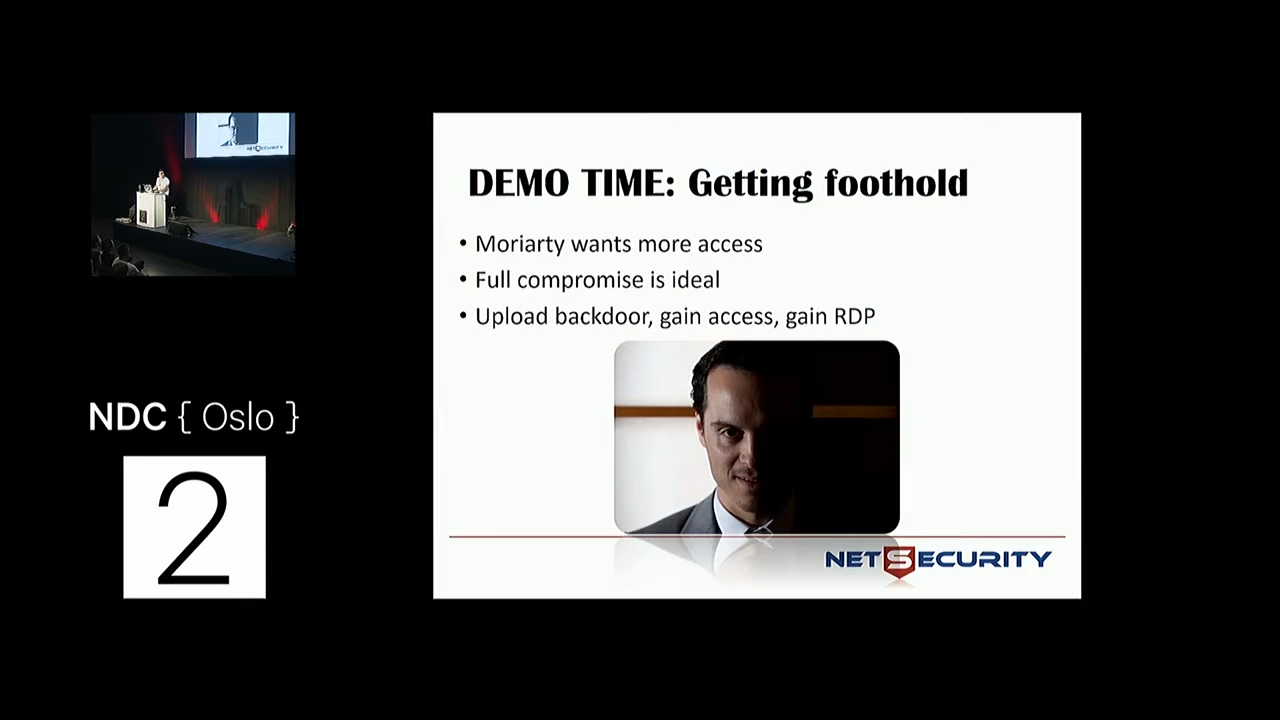 DEMO TIME: Getting foothold
• Moriarty wants more access
• Full compromise is ideal
• Upload backdoor, gain access, gain RDP
NETSECURITY
NDC { Oslo }
2
NETSECURITY